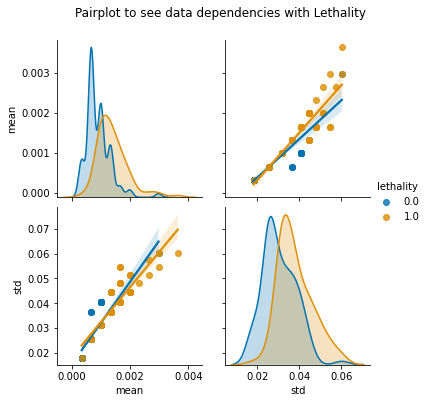 Pairplot to see data dependencies with Lethality
0.003
0.002
0.001
0.000
mean
lethality
0.0
1.0
0.07
0.06
0.05
0.04
0.03
0.02
std
0.000 0.002 0.004
mean
0.02 0.04 0.06
std